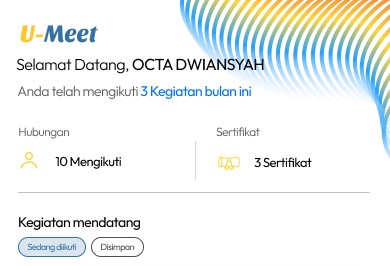 U-Meet
Selamat Datang, OCTA DWIANSYAH
Anda telah mengikuti 3 Kegiatan bulan ini
Hubungan
10 Mengikuti
Sertifikat
3 Sertifikat
Kegiatan mendatang
Sedang diikuti
Disimpan